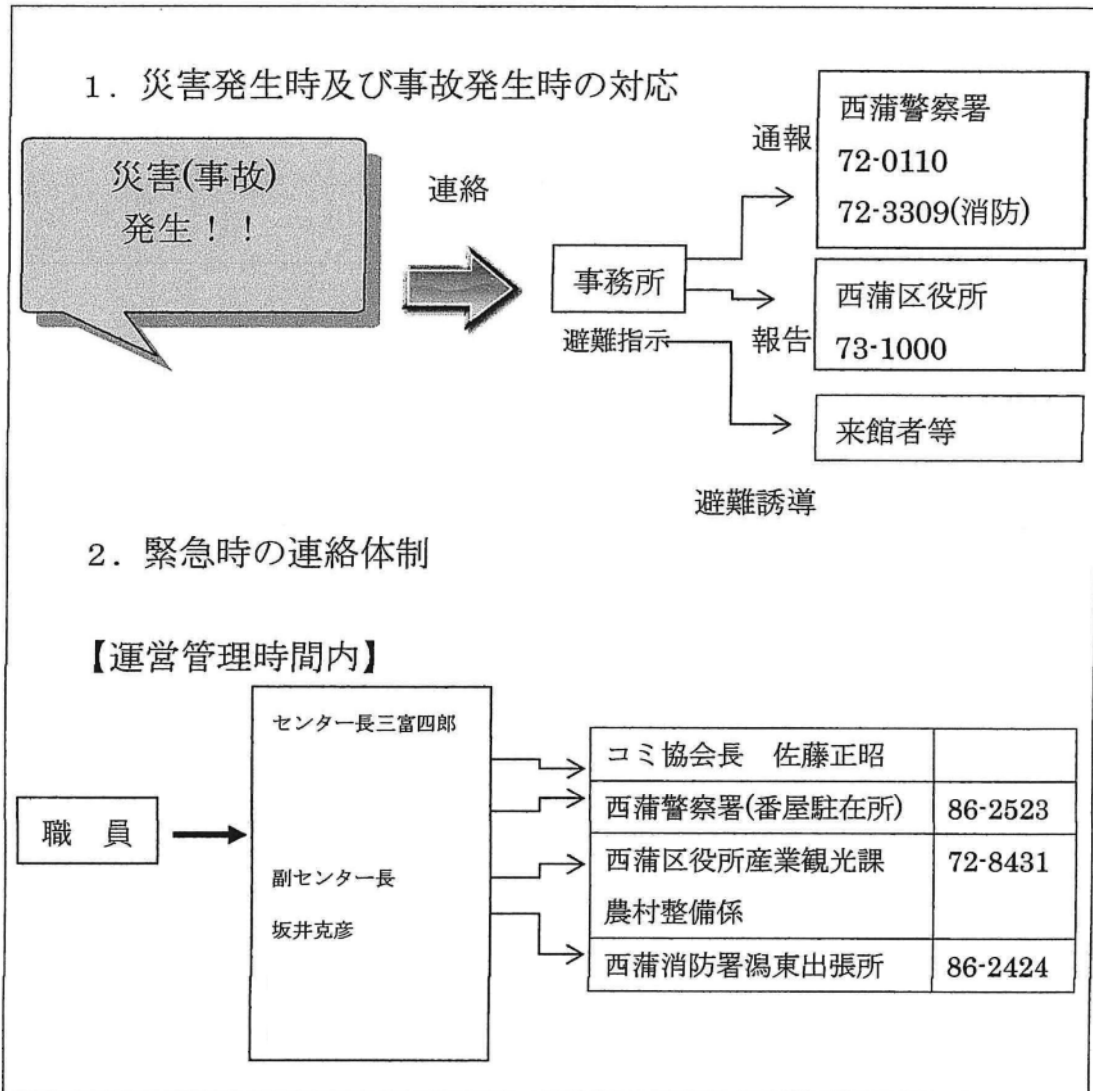 1．災害発生時及び事故発生時の対応
災害(事故)
発生！！
連絡
事務所
避難指示
通報
西蒲警察署
72-0110
72-3309(消防)
報告
西蒲区役所
73-1000
来館者等
避難誘導
2．緊急時の連絡体制
【運営管理時間内】
職　員
センター長三富四郎
副センター長
坂井克彦
コミ協会長　佐藤正昭
西蒲警察署(番屋駐在所)　86-2523
西蒲区役所産業観光課　72-8431
農村整備係
西蒲消防署潟東出張所　86-2424